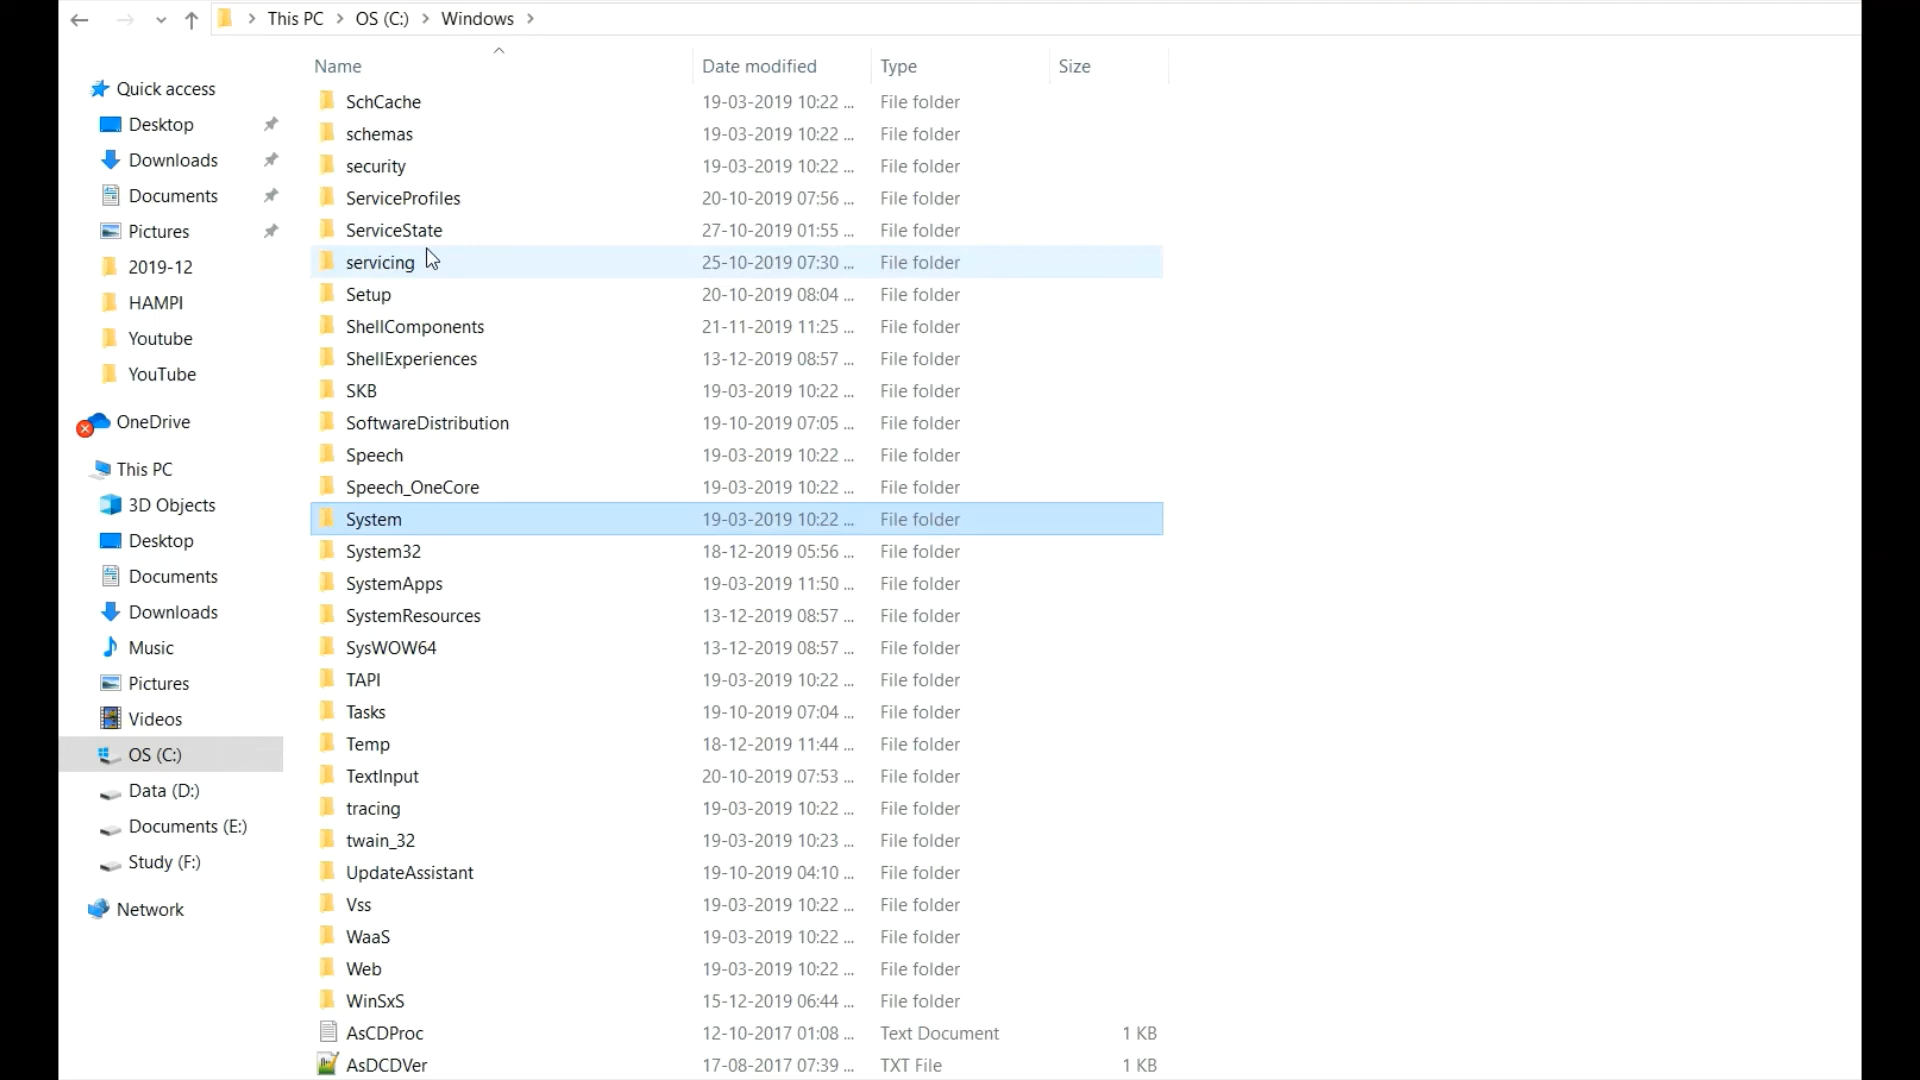 This PC > OS (C:) > Windows >
Name Date modified Type Size
Quick access
Desktop
Downloads
Documents
Pictures
2019-12
HAMPI
Youtube
YouTube
OneDrive
This PC
3D Objects
Desktop
Documents
Downloads
Music
Pictures
Videos
OS (C:)
Data (D:)
Documents (E:)
Study (F:)
Network
SchCache 19-03-2019 10:22 ... File folder
schemas 19-03-2019 10:22 ... File folder
security 19-03-2019 10:22 ... File folder
ServiceProfiles 20-10-2019 07:56 ... File folder
ServiceState 27-10-2019 01:55 ... File folder
servicing 25-10-2019 07:30 ... File folder
Setup 20-10-2019 08:04 ... File folder
ShellComponents 21-11-2019 11:25 ... File folder
ShellExperiences 13-12-2019 08:57 ... File folder
SKB 19-03-2019 10:22 ... File folder
SoftwareDistribution 19-10-2019 07:05 ... File folder
Speech 19-03-2019 10:22 ... File folder
Speech_OneCore 19-03-2019 10:22 ... File folder
System 19-03-2019 10:22 ... File folder
System32 18-12-2019 05:56 ... File folder
SystemApps 19-03-2019 11:50 ... File folder
SystemResources 13-12-2019 08:57 ... File folder
SysWOW64 13-12-2019 08:57 ... File folder
TAPI 19-03-2019 10:22 ... File folder
Tasks 19-10-2019 07:04 ... File folder
Temp 18-12-2019 11:44 ... File folder
TextInput 20-10-2019 07:53 ... File folder
tracing 19-03-2019 10:22 ... File folder
twain_32 19-03-2019 10:23 ... File folder
UpdateAssistant 19-10-2019 04:10 ... File folder
Vss 19-03-2019 10:22 ... File folder
WaaS 19-03-2019 10:22 ... File folder
Web 19-03-2019 10:22 ... File folder
WinSxS 15-12-2019 06:44 ... File folder
AsCDProc 12-10-2017 01:08 ... Text Document 1 KB
AsDCDVer 17-08-2017 07:39 ... TXT File 1 KB